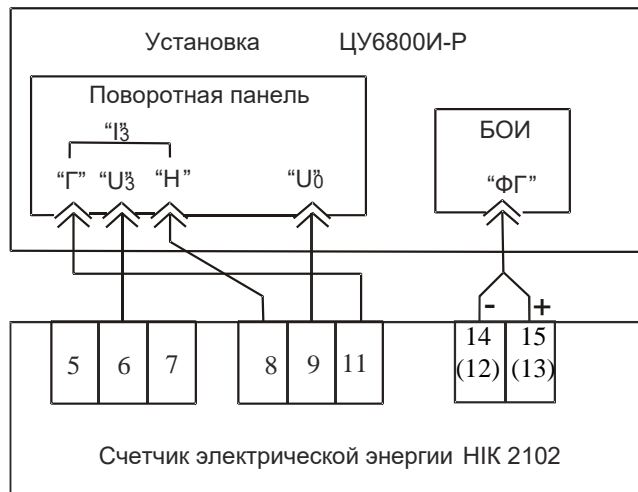 Установка ЦУ6800И-Р
Поворотная панель
БОИ
“I3”
“Г” “U3” “Н” “U0”
“ФГ”
- +
5 6 7 8 9 11 14 15
(12) (13)
Счетчик электрической энергии НІК 2102